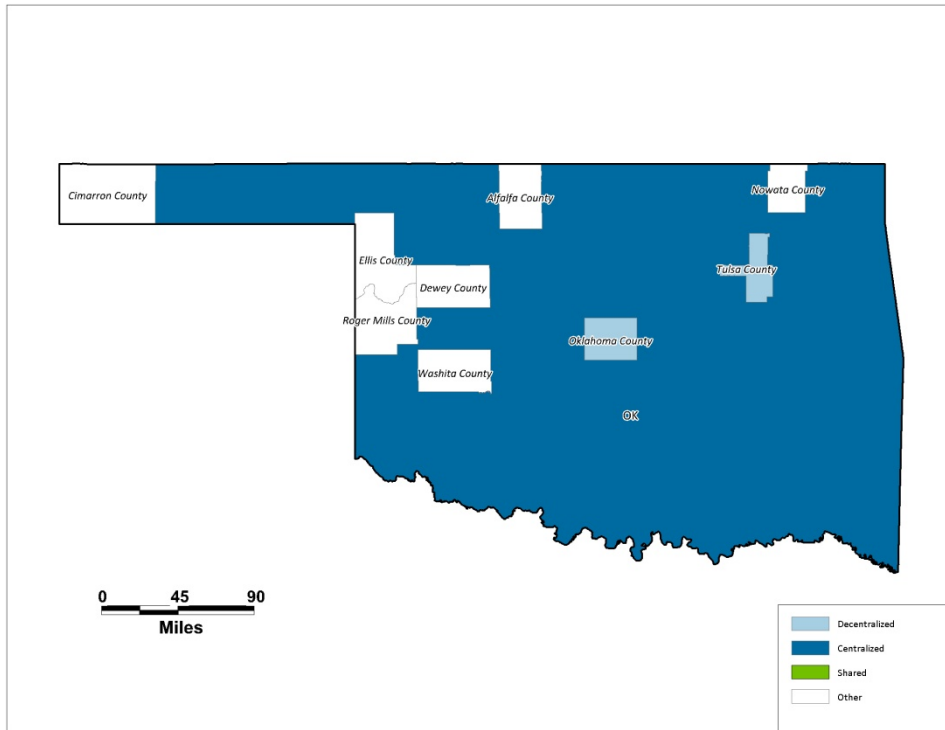 Cimarron County
Alfalfa County
Nowata County
Ellis County
Tulsa County
Dewey County
Roger Mills County
Oklahoma County
Washita County
OK
0 45 90
Miles
Decentralized
Centralized
Shared
Other